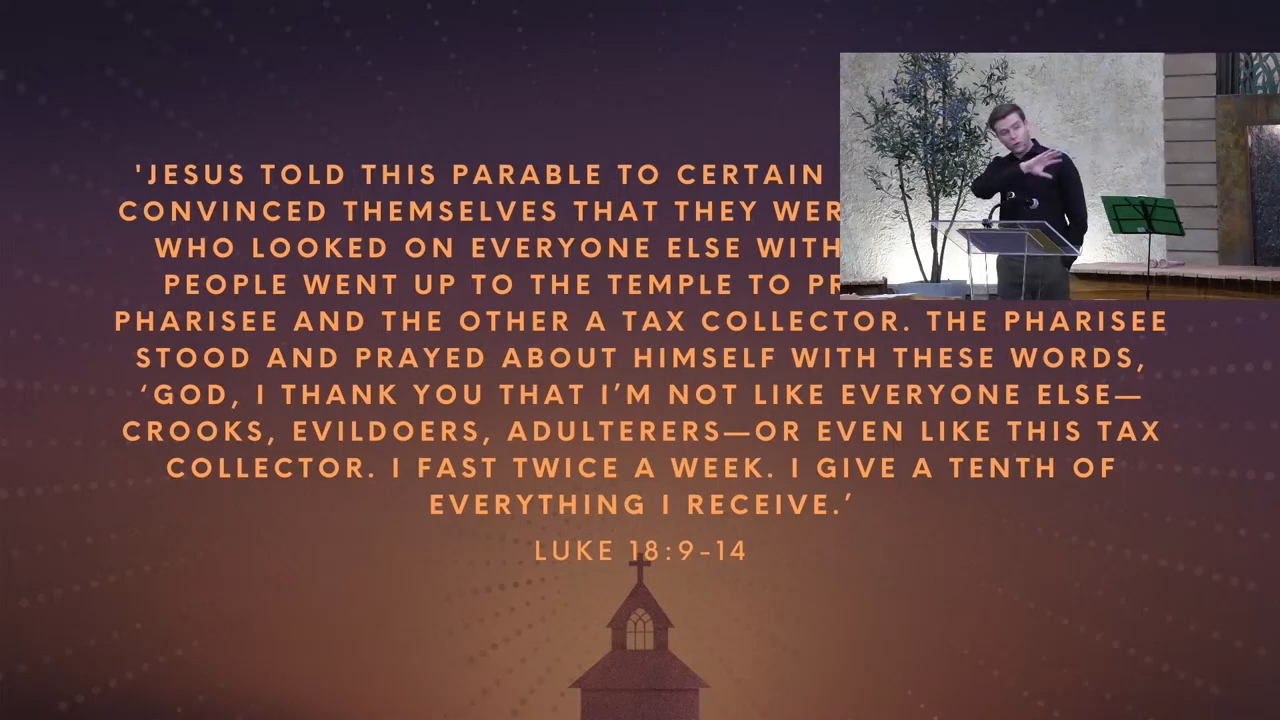 'JESUS TOLD THIS PARABLE TO CERTAIN
CONVINCED THEMSELVES THAT THEY
WHO LOOKED ON EVERYONE ELSE WITH
PEOPLE WENT UP TO THE TEMPLE TO
PHARISEE AND THE OTHER A TAX COLLECTOR. THE PHARISEE
STOOD AND PRAYED ABOUT HIMSELF WITH THESE WORDS,
‘GOD, I THANK YOU THAT I’M NOT LIKE EVERYONE ELSE—
CROOKS, EVILDOERS, ADULTERERS—OR EVEN LIKE THIS TAX
COLLECTOR. I FAST TWICE A WEEK. I GIVE A TENTH OF
EVERYTHING I RECEIVE.’
LUKE 18:9-14